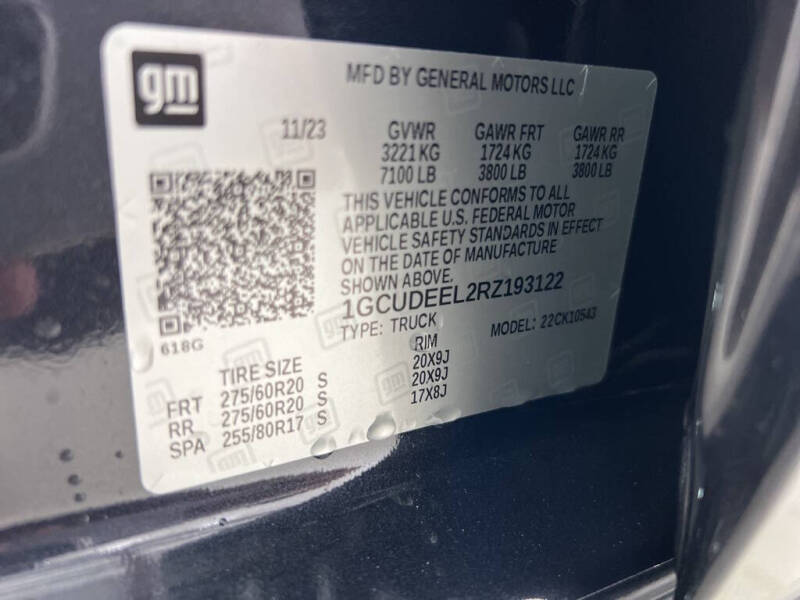 gm
MFD BY GENERAL MOTORS LLC
11/23 GVWR GAWR FRT GAWR RR
3221 KG 1724 KG 1724 KG
7100 LB 3800 LB 3800 LB
THIS VEHICLE CONFORMS TO ALL
APPLICABLE U.S. FEDERAL MOTOR
VEHICLE SAFETY STANDARDS IN EFFECT
ON THE DATE OF MANUFACTURE
SHOWN ABOVE.
1GCUDEEL2RZ193122
TYPE: TRUCK MODEL: 22CK10543
618G
TIRE SIZE RIM
FRT 275/60R20 S 20X9J
RR 275/60R20 S 20X9J
SPA 255/80R17 S 17X8J